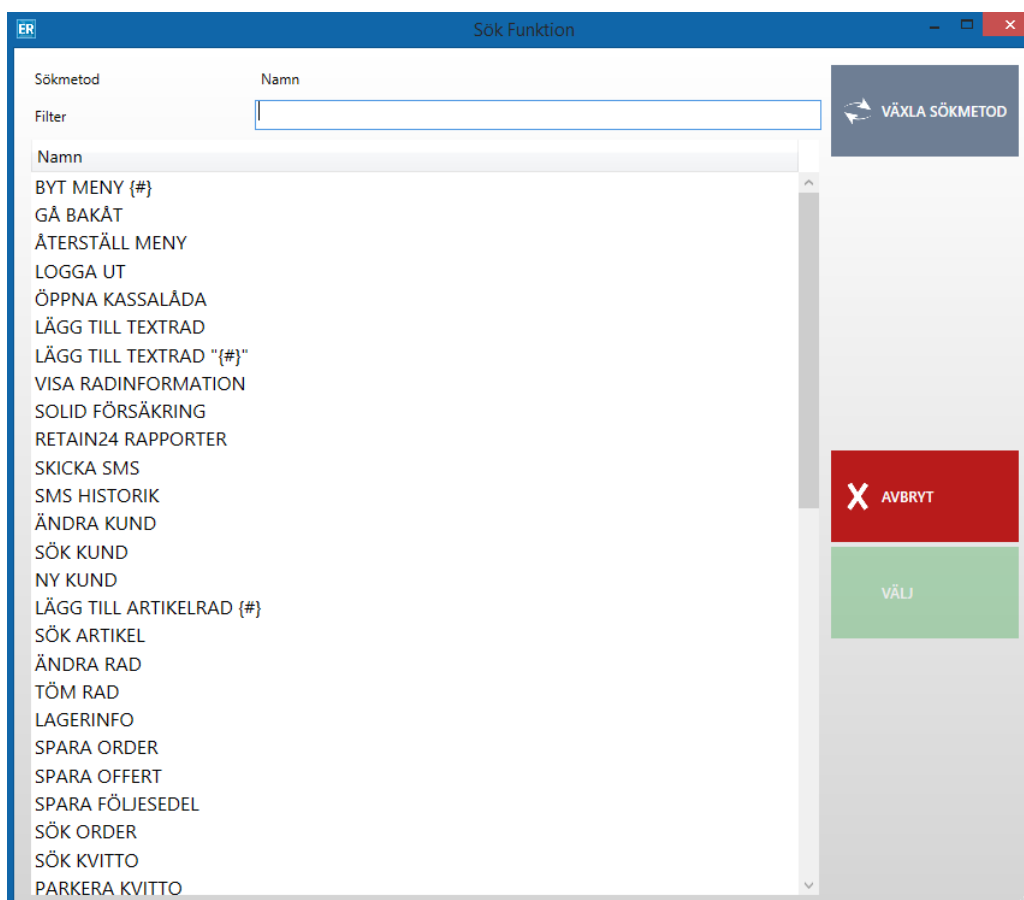 ER Sök Funktion
Sökmetod Namn
Filter
VÄXLA SÖKMETOD
Namn
BYT MENY {#}
GÅ BAKÅT
ÅTERSTÄLL MENY
LOGGA UT
ÖPPNA KASSALÅDA
LÄGG TILL TEXTRAD
LÄGG TILL TEXTRAD "{#}"
VISA RADINFORMATION
SOLID FÖRSÄKRING
RETAIN24 RAPPORTER
SKICKA SMS
SMS HISTORIK
ÄNDRA KUND
SÖK KUND
NY KUND
LÄGG TILL ARTIKELRAD {#}
SÖK ARTIKEL
ÄNDRA RAD
TÖM RAD
LAGERINFO
SPARA ORDER
SPARA OFFERT
SPARA FÖLJESEDEL
SÖK ORDER
SÖK KVITTO
PARKERA KVITTO
AVBRYT
VÄLJ